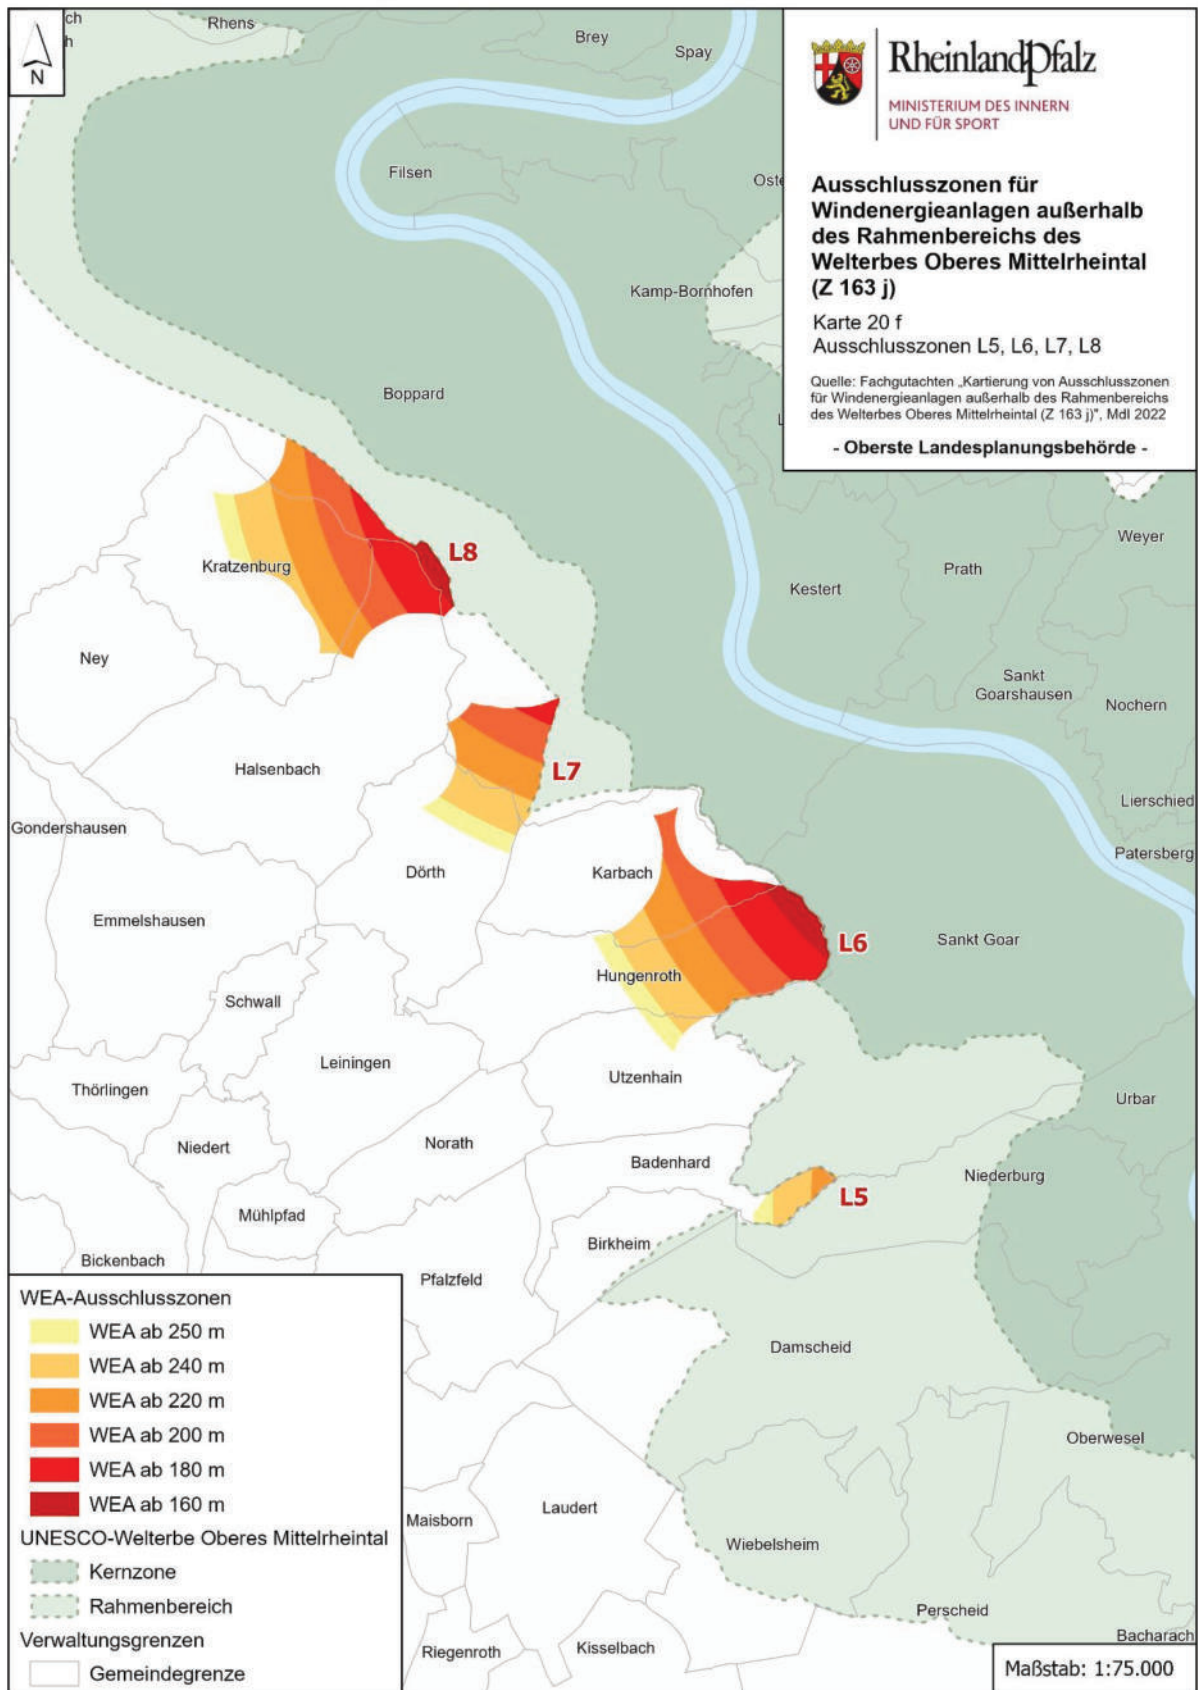 ch
h
Rhens
Brey
Spay
N
RheinlandPfalz
MINISTERIUM DES INNERN
UND FÜR SPORT
Ausschlusszonen für
Windenergieanlagen außerhalb
des Rahmenbereichs des
Welterbes Oberes Mittelrheintal
(Z 163 j)
Karte 20 f
Ausschlusszonen L5, L6, L7, L8
Quelle: Fachgutachten „Kartierung von Ausschlusszonen
für Windenergieanlagen außerhalb des Rahmenbereichs
des Welterbes Oberes Mittelrheintal (Z 163 j)", MdI 2022
- Oberste Landesplanungsbehörde -
Filsen
Oste
Kamp-Bornhofen
Boppard
L
Weyer
L8
Kratzenburg
Prath
Kestert
Ney
Sankt
Goarshausen
Nochern
Halsenbach
L7
Lierschied
Gondershausen
Patersberg
Dörth
Karbach
Emmelshausen
L6
Sankt Goar
Hungenroth
Schwall
Leiningen
Utzenhain
Thörlingen
Urbar
Norath
Niedert
Badenhard
Niederburg
L5
Mühlpfad
Birkheim
Bickenbach
Pfalzfeld
Damscheid
Oberwesel
Maisborn
Laudert
Wiebelsheim
Perscheid
Bacharach
Riegenroth
Kisselbach
WEA-Ausschlusszonen
WEA ab 250 m
WEA ab 240 m
WEA ab 220 m
WEA ab 200 m
WEA ab 180 m
WEA ab 160 m
UNESCO-Welterbe Oberes Mittelrheintal
Kernzone
Rahmenbereich
Verwaltungsgrenzen
Gemeindegrenze
Maßstab: 1:75.000